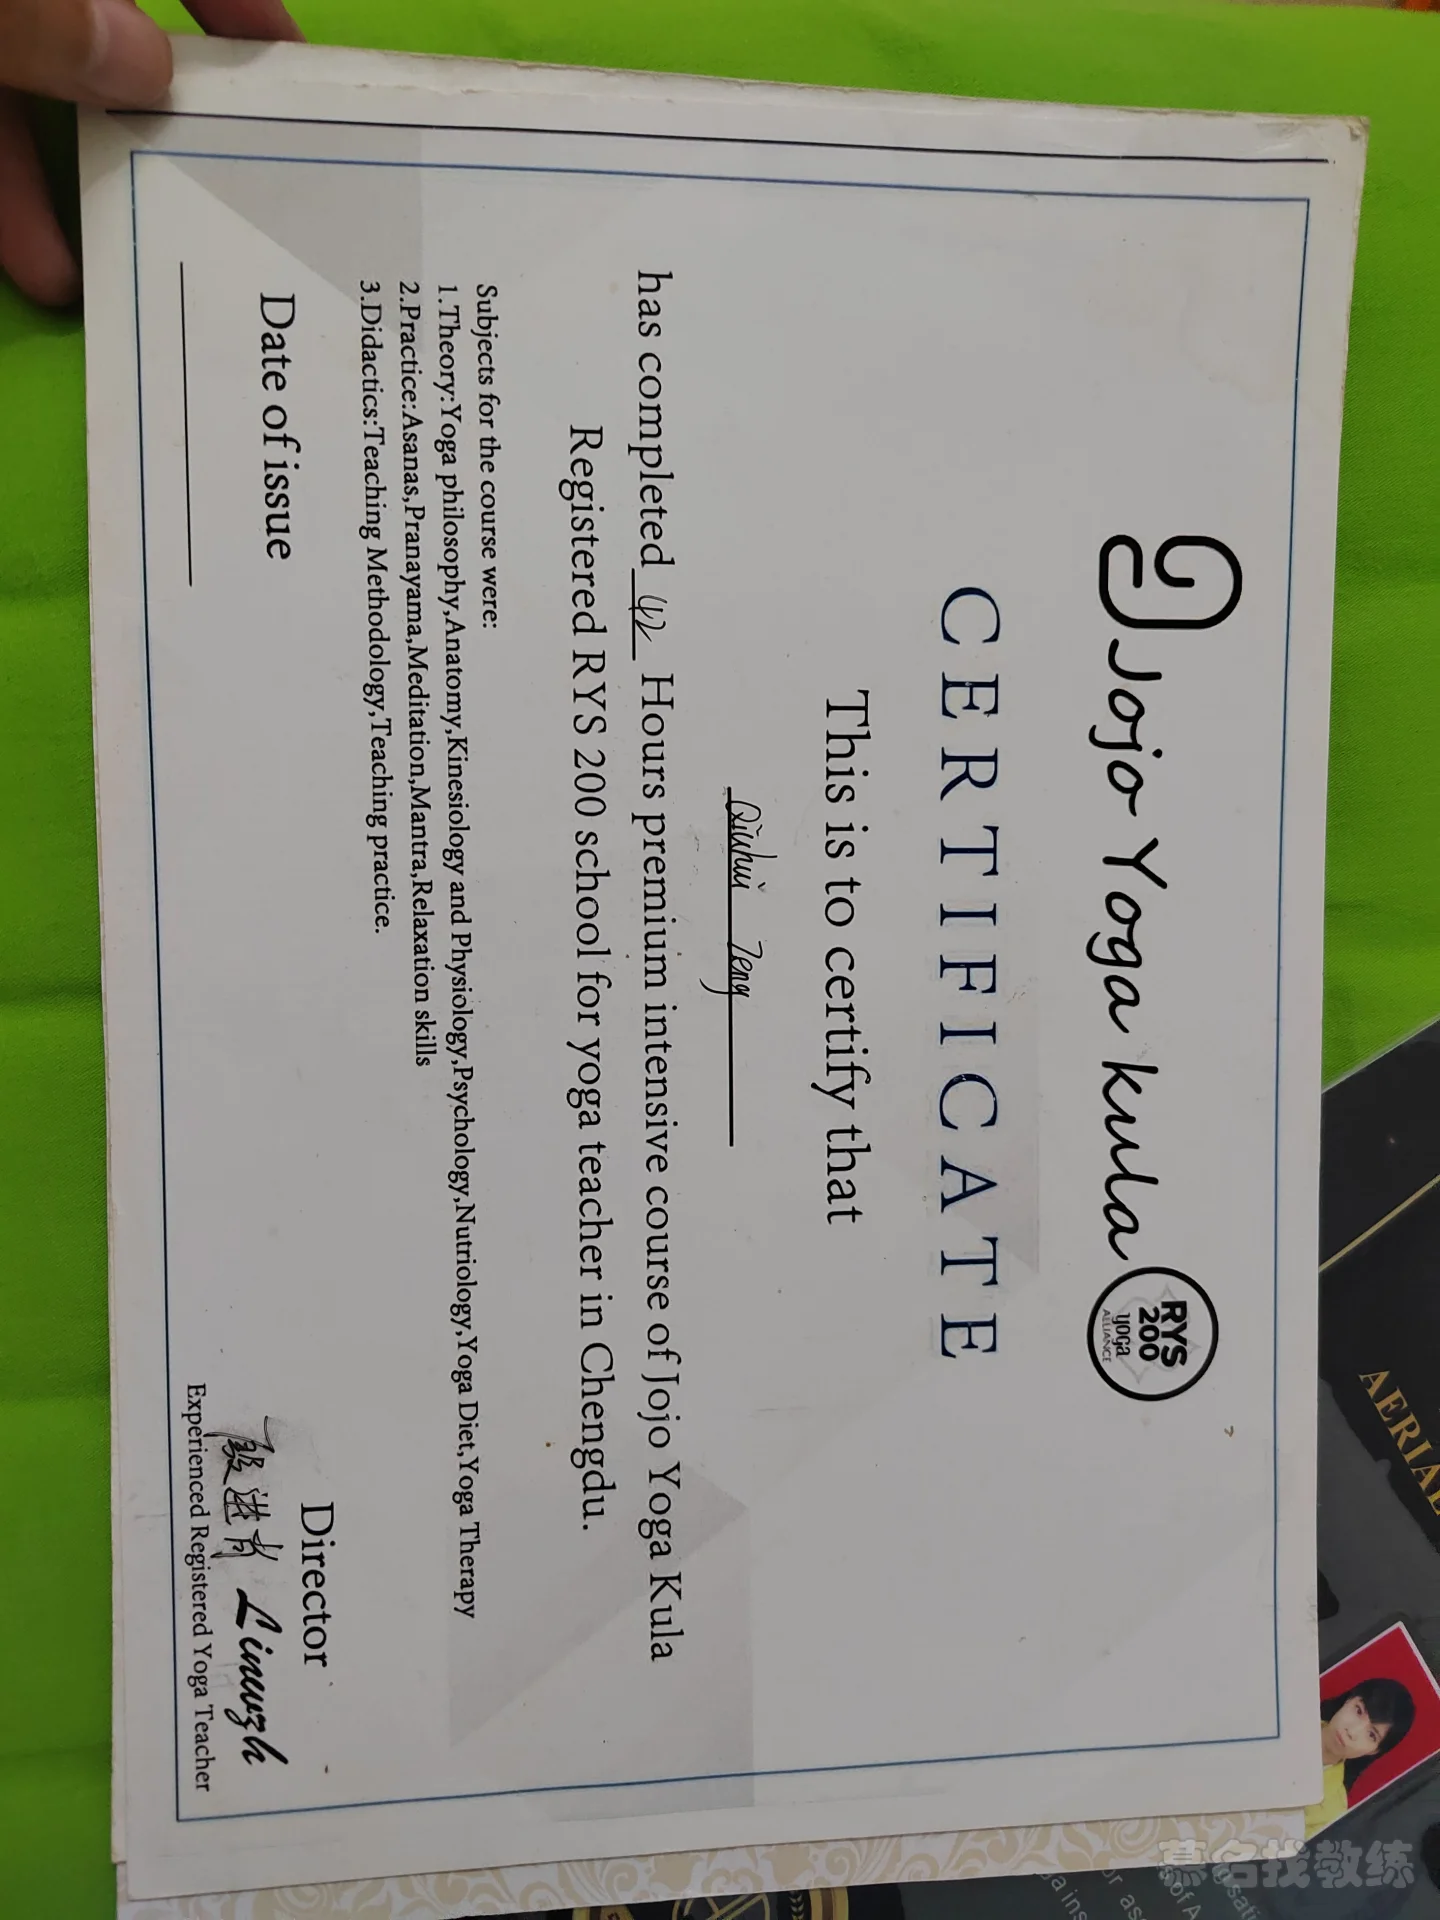 Jojo Yoga kula
RYS
200
yoga
ALLIANCE
CERTIFICATE
This is to certify that
Qiuhui Zeng
has completed 42 Hours premium intensive course of Jojo Yoga Kula
Registered RYS 200 school for yoga teacher in Chengdu.
Subjects for the course were:
1.Theory:Yoga philosophy,Anatomy,Kinesiology and Physiology,Psychology,Nutriology,Yoga Diet,Yoga Therapy
2.Practice:Asanas,Pranayama,Meditation,Mantra,Relaxation skills
3.Didactics:Teaching Methodology,Teaching practice.
Date of issue
Director
Experienced Registered Yoga Teacher
AERIAL
慕名找教练